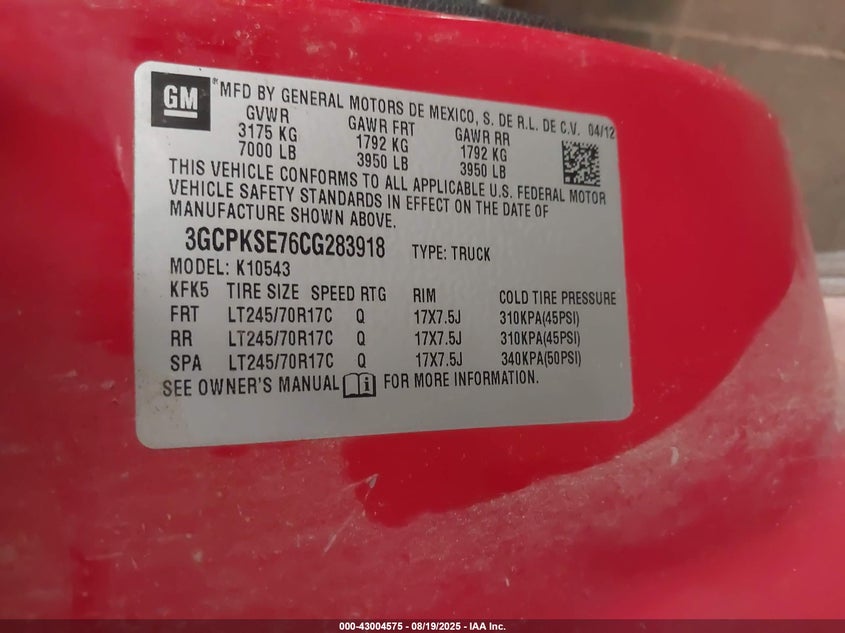 GM
*MFD BY GENERAL MOTORS DE MEXICO, S. DE R.L. DE C.V. 04/12
GVWR GAWR FRT GAWR RR
3175 KG 1792 KG 1792 KG
7000 LB 3950 LB 3950 LB
THIS VEHICLE CONFORMS TO ALL APPLICABLE U.S. FEDERAL MOTOR
VEHICLE SAFETY STANDARDS IN EFFECT ON THE DATE OF
MANUFACTURE SHOWN ABOVE.
3GCPKSE76CG283918 TYPE: TRUCK
MODEL: K10543
KFK5 TIRE SIZE SPEED RTG RIM COLD TIRE PRESSURE
FRT LT245/70R17C Q 17X7.5J 310KPA(45PSI)
RR LT245/70R17C Q 17X7.5J 310KPA(45PSI)
SPA LT245/70R17C Q 17X7.5J 340KPA(50PSI)
SEE OWNER'S MANUAL i FOR MORE INFORMATION.
000-43004575 - 08/19/2025 - IAA Inc.